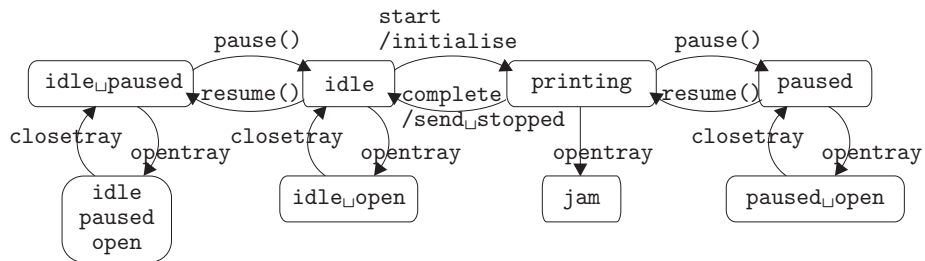 start
/initialise
pause()
pause()
idle␣paused
idle
printing
paused
resume()
complete
resume()
/send␣stopped
closetray
closetray
closetray
opentray
opentray
opentray
opentray
idle
paused
open
idle␣open
jam
paused␣open